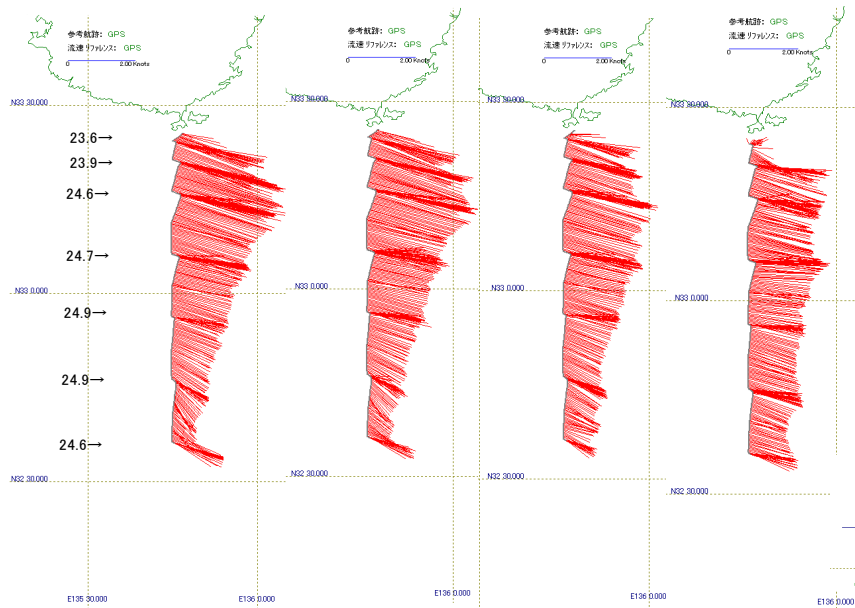 参考航跡: GPS
流速リファレンス: GPS
0 2.00 Knots
N33 30.000
23.6→
23.9→
24.6→
24.7→
N33 0.000
24.9→
24.9→
24.6→
N32 30.000
E135 30.000
E136 0.000
参考航跡: GPS
流速リファレンス: GPS
0 2.00 Knots
N33 30.000
N33 0.000
N32 30.000
E136 0.000
参考航跡: GPS
流速リファレンス: GPS
0 2.00 Knots
N33 30.000
N33 0.000
N32 30.000
E136 0.000
参考航跡: GPS
流速リファレンス: GPS
0 2.00 Knots
N33 30.000
N33 0.000
N32 30.000
E136 0.000